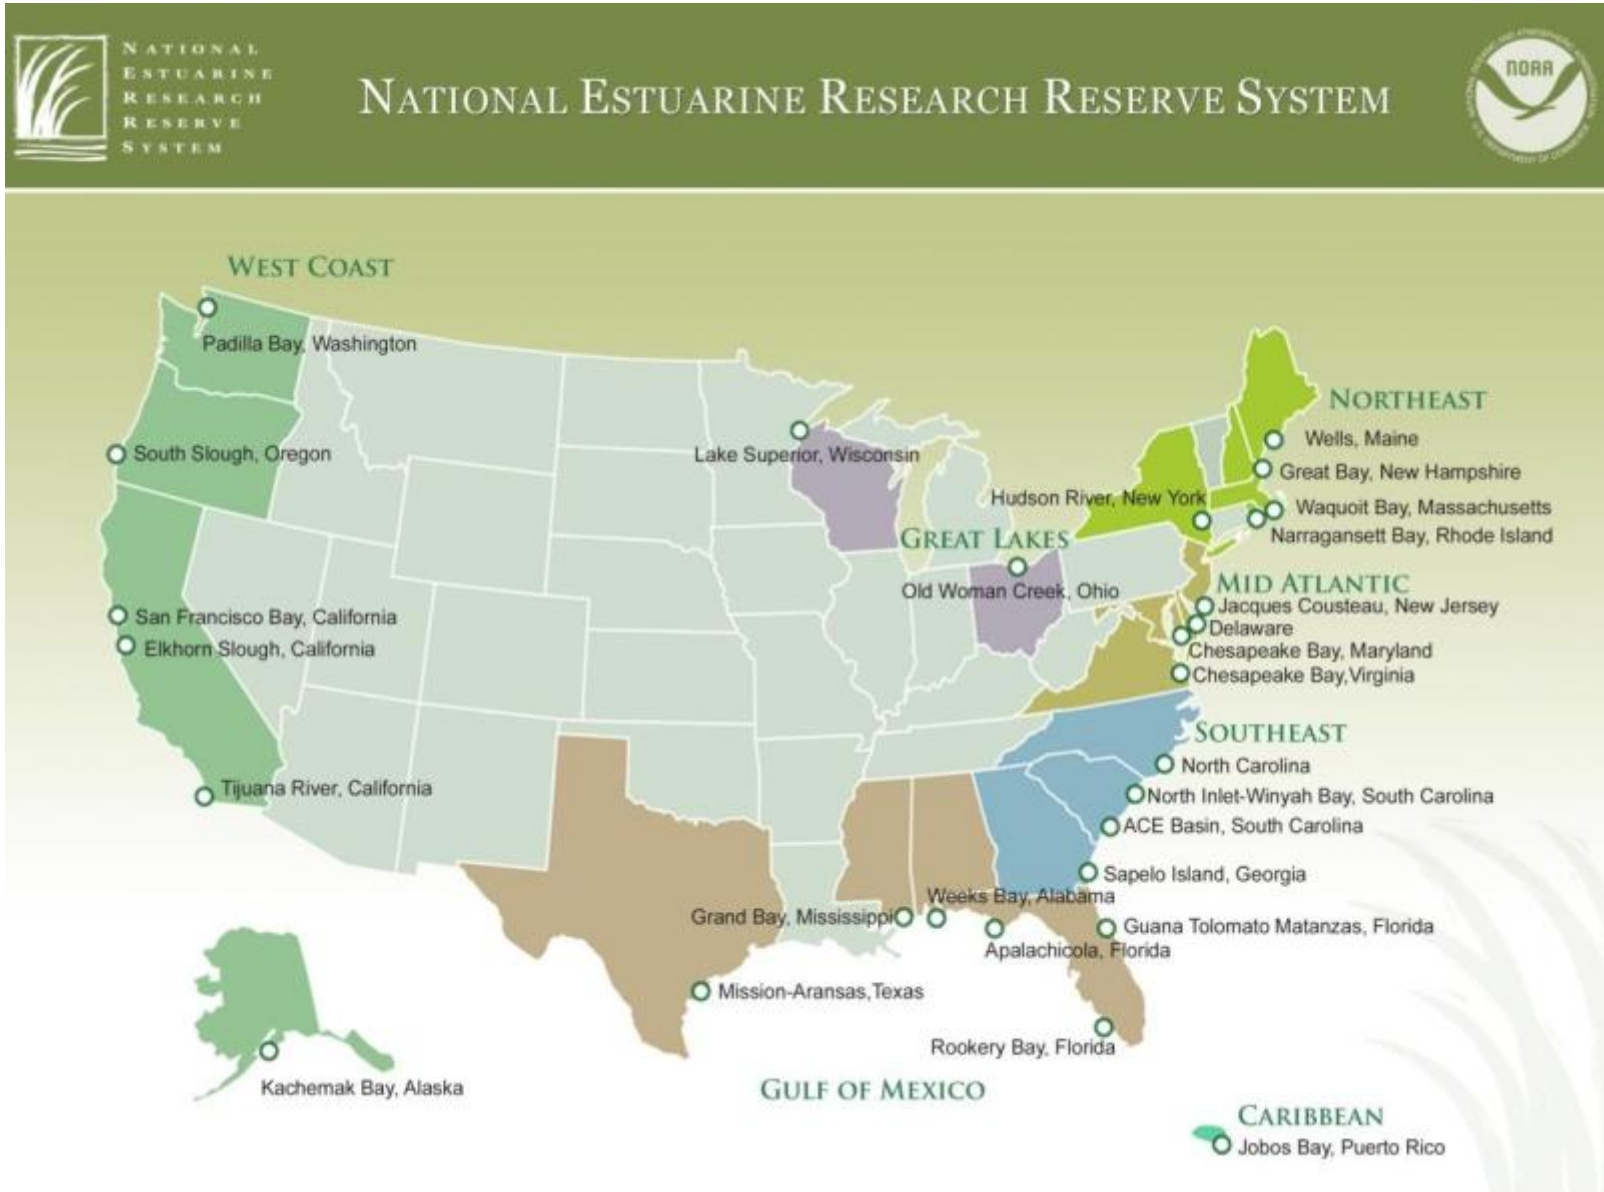 NATIONAL
ESTUARINE
RESEARCH
RESERVE
SYSTEM
NATIONAL ESTUARINE RESEARCH RESERVE SYSTEM
NOAA
WEST COAST
Padilla Bay, Washington
South Slough, Oregon
San Francisco Bay, California
Elkhorn Slough, California
Tijuana River, California
Kachemak Bay, Alaska
Lake Superior, Wisconsin
GREAT LAKES
Old Woman Creek, Ohio
Hudson River, New York
NORTHEAST
Wells, Maine
Great Bay, New Hampshire
Waquoit Bay, Massachusetts
Narragansett Bay, Rhode Island
MID ATLANTIC
Jacques Cousteau, New Jersey
Delaware
Chesapeake Bay, Maryland
Chesapeake Bay,Virginia
SOUTHEAST
North Carolina
North Inlet-Winyah Bay, South Carolina
ACE Basin, South Carolina
Sapelo Island, Georgia
Guana Tolomato Matanzas, Florida
Weeks Bay, Alabama
Grand Bay, Mississippi
Apalachicola, Florida
Mission-Aransas,Texas
Rookery Bay, Florida
GULF OF MEXICO
CARIBBEAN
Jobos Bay, Puerto Rico